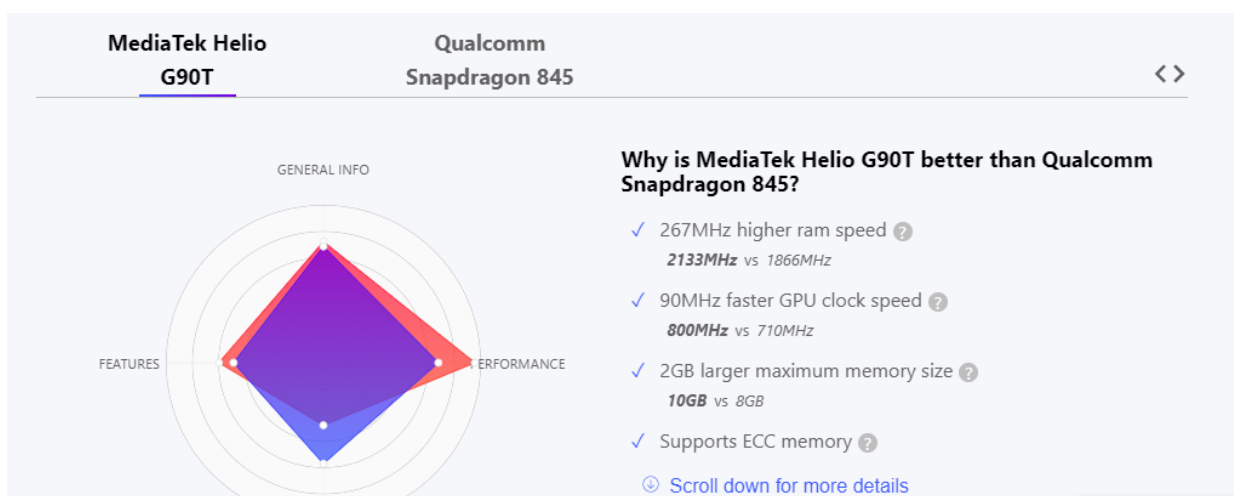 MediaTek Helio
G90T
Qualcomm
Snapdragon 845
GENERAL INFO
FEATURES
ERFORMANCE
Why is MediaTek Helio G90T better than Qualcomm
Snapdragon 845?
267MHz higher ram speed ?
2133MHz vs 1866MHz
90MHz faster GPU clock speed ?
800MHz vs 710MHz
2GB larger maximum memory size ?
10GB vs 8GB
Supports ECC memory ?
Scroll down for more details